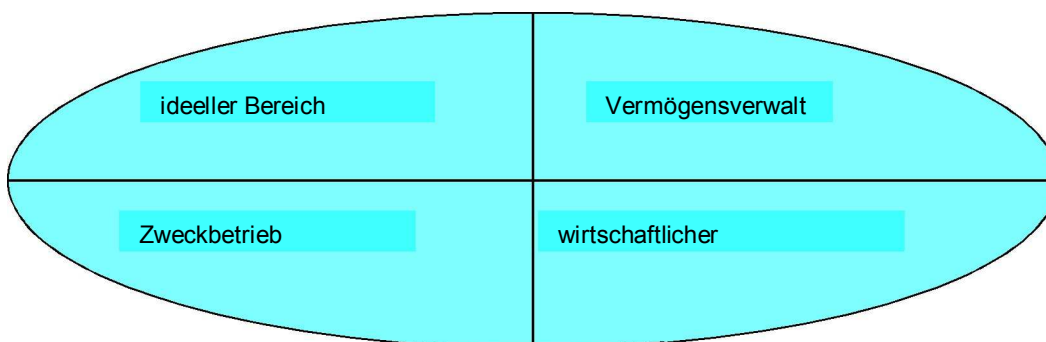 ideeller Bereich
Vermögensverwalt
Zweckbetrieb
wirtschaftlicher